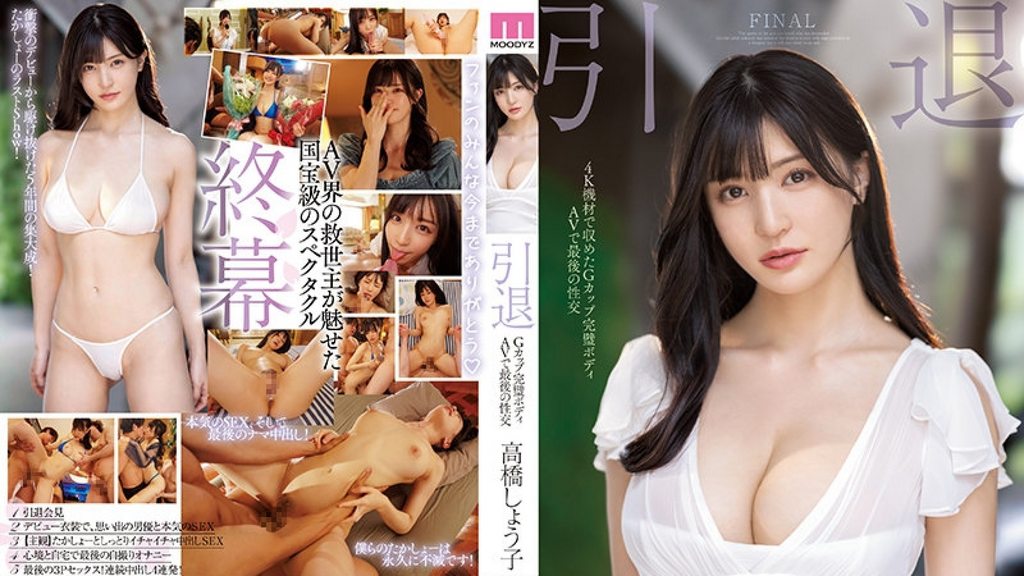 衝撃のデビューから駆け抜けた4年間の集大成!
たかしょーのラストShow!
ファンのみんな今までありがとう♡
AV界の救世主が魅せた
国宝級のスペクタクル
終幕
本気のSEX、そして
最後のナマ中出し!
僕らのたかしょーは
永久に不滅です!
1 引退会見
2 デビュー衣装で、思い出の男優と本気のSEX
3 【主観】たかしょーとしっとりイチャイチャ中出しSEX
4 心境と自宅で最後の自撮りオナニー
5 最後の3Pセックス!連続中出し4連発!
MOODYZ
引退
Gカップ完璧ボディ
AVで最後の性交
高橋しょう子
FINAL
引退
4K機材で収めたGカップ完璧ボディ
AVで最後の性交